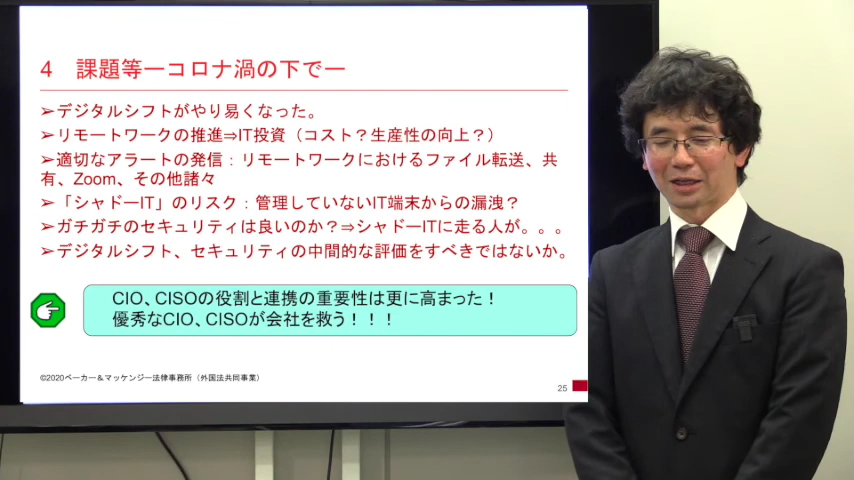 4 課題等―コロナ渦の下で―
➢デジタルシフトがやり易くなった。
➢リモートワークの推進⇒IT投資（コスト？生産性の向上？）
➢適切なアラートの発信：リモートワークにおけるファイル転送、共
有、Zoom、その他諸々
➢「シャドーIT」のリスク：管理していないIT端末からの漏洩？
➢ガチガチのセキュリティは良いのか？⇒シャドーITに走る人が。。。
➢デジタルシフト、セキュリティの中間的な評価をすべきではないか。
CIO、CISOの役割と連携の重要性は更に高まった！
優秀なCIO、CISOが会社を救う！！！
©2020ベーカー＆マッケンジー法律事務所（外国法共同事業）
25